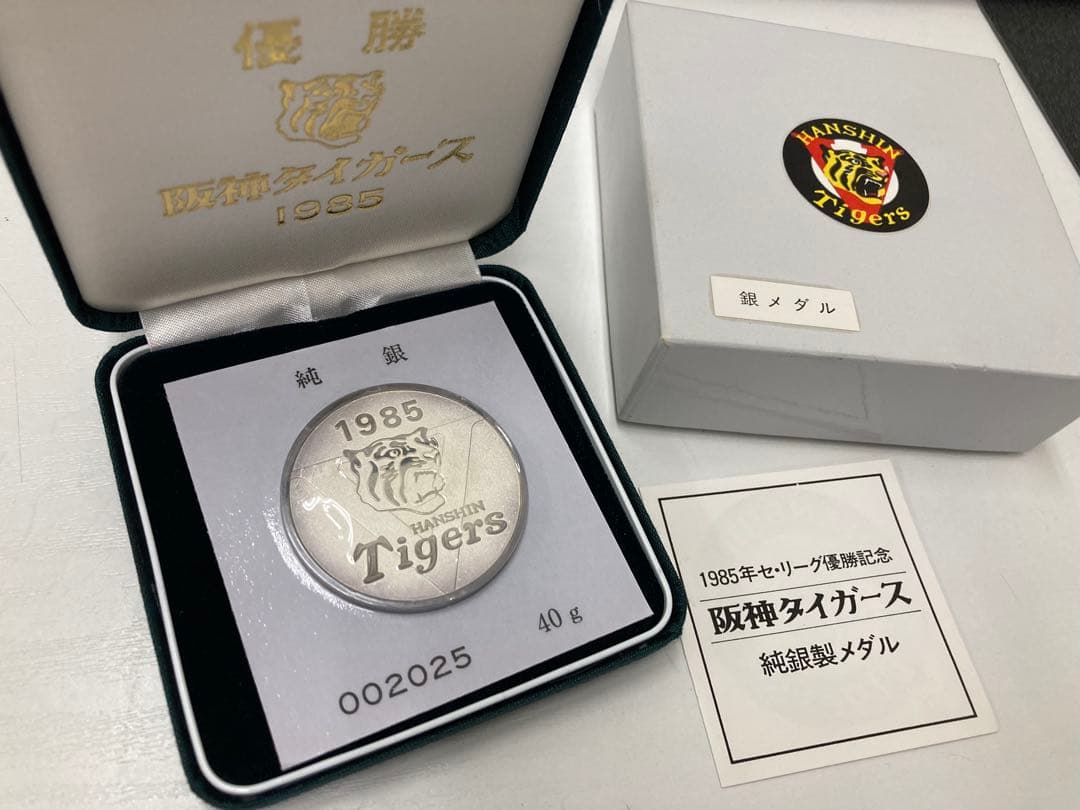 優勝
阪神タイガース
1985
純銀
1985
HANSHIN
Tigers
40g
002025
HANSHIN
Tigers
銀メダル
1985年セ・リーグ優勝記念
阪神タイガース
純銀製メダル